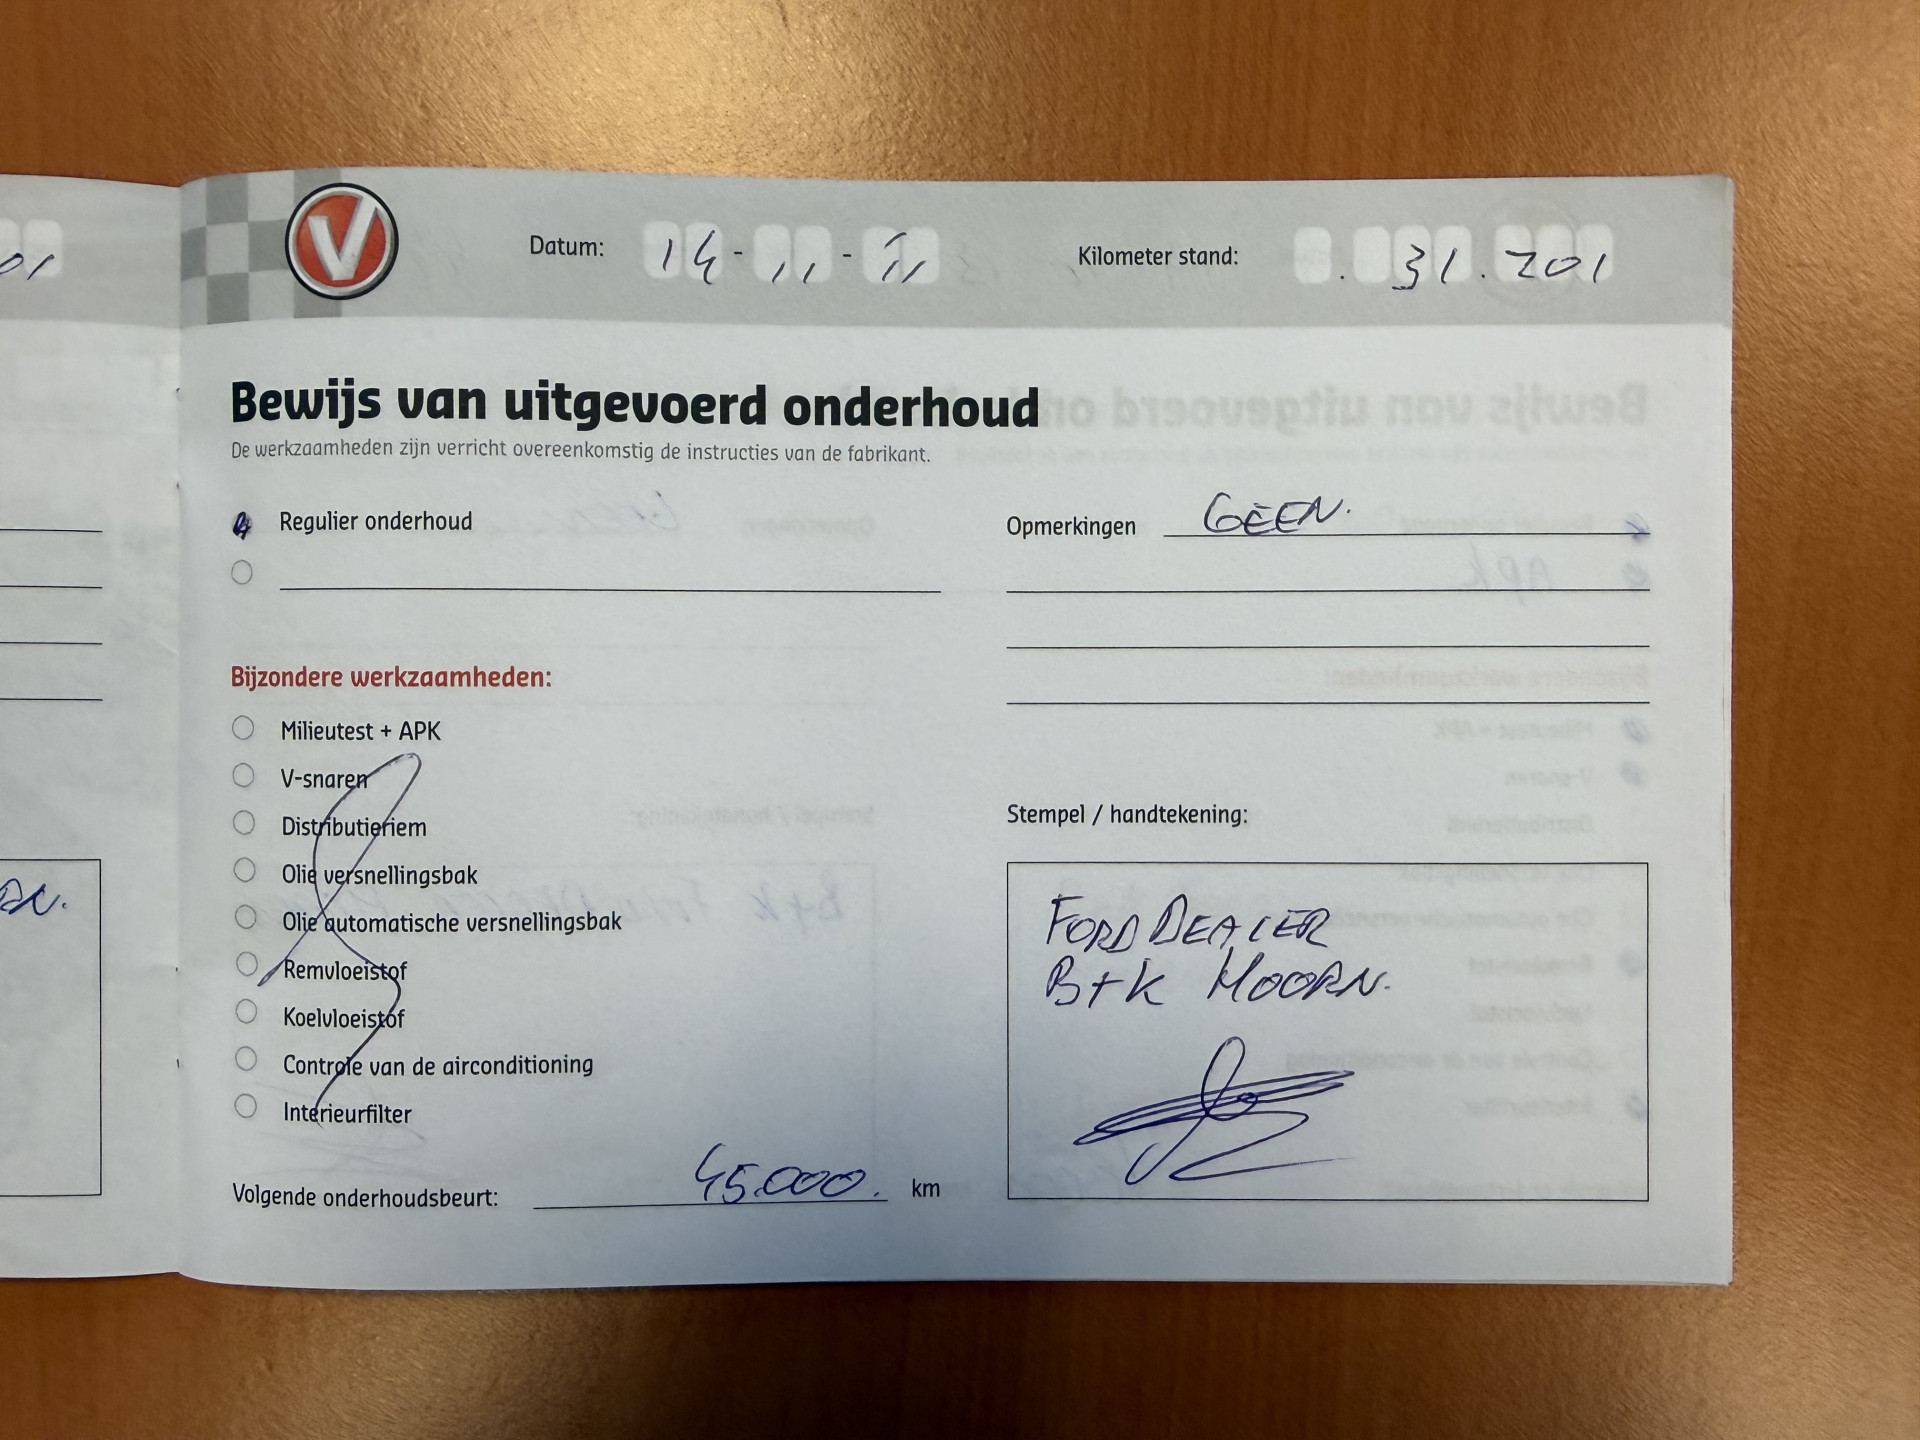 01
V
Datum: 14 - 11 - 11
Kilometer stand: . 31.201
Bewijs van uitgevoerd onderhoud
De werkzaamheden zijn verricht overeenkomstig de instructies van de fabrikant.
Regulier onderhoud
Opmerkingen GEEN.
Bijzondere werkzaamheden:
Milieutest + APK
V-snaren
Distributieriem
Olie versnellingsbak
Olie automatische versnellingsbak
Remvloeistof
Koelvloeistof
Controle van de airconditioning
Interieurfilter
Volgende onderhoudsbeurt: 45.000. km
Stempel / handtekening:
FORD DEALER
B+K HOORN.